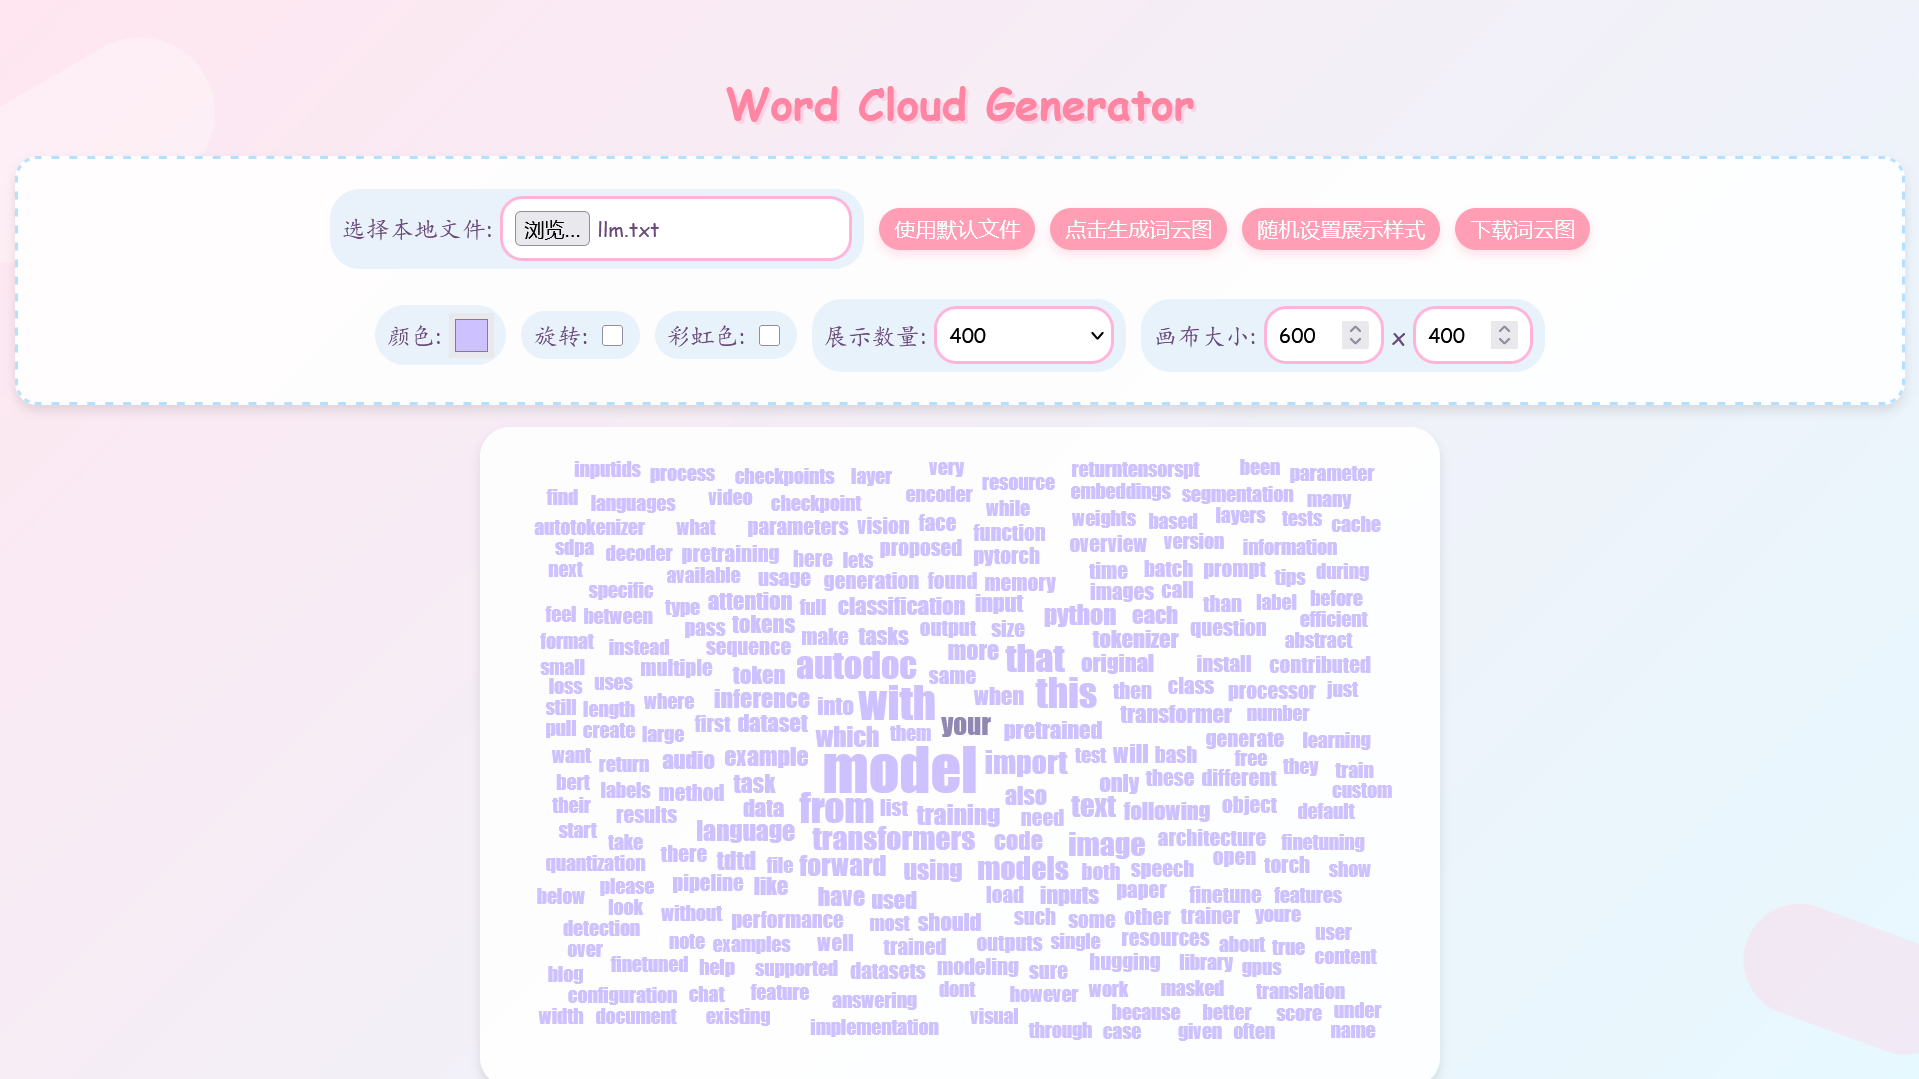 Word Cloud Generator
选择本地文件: 浏览... llm.txt 使用默认文件 点击生成词云图 随机设置展示样式 下载词云图
颜色: 旋转: 彩虹色: 展示数量: 400 画布大小: 600 x 400
inputids process checkpoints layer very resource returntensorspt been parameter
find languages video checkpoint encoder while embeddings segmentation many
autotokenizer what parameters vision face function weights based layers tests cache
sdpa decoder pretraining here lets proposed pytorch overview version information
next available usage generation found memory time batch prompt tips during
specific attention full classification input images call than label before
feel between type tokens make tasks output size python each question efficient
format instead pass sequence more that tokenizer original install abstract contributed
small multiple token autodoc same when this then class processor just
loss uses where inference into with your pretrained transformer number
still length first dataset which them generate learning
pull create large audio example model import test will bash free they train
want return task also only these different custom
bert labels method data from list training need text following object default
their results language transformers code image architecture finetuning
start take there tdtd file forward using models both speech open torch show
quantization please pipeline like have used load inputs paper finetune features
below look without performance most should such some other trainer youre
detection note examples well trained outputs single resources about true user
over finetuned help supported datasets modeling sure hugging library gpus content
blog configuration chat feature answering dont however work masked translation
width document existing implementation visual through case because better given often score under name